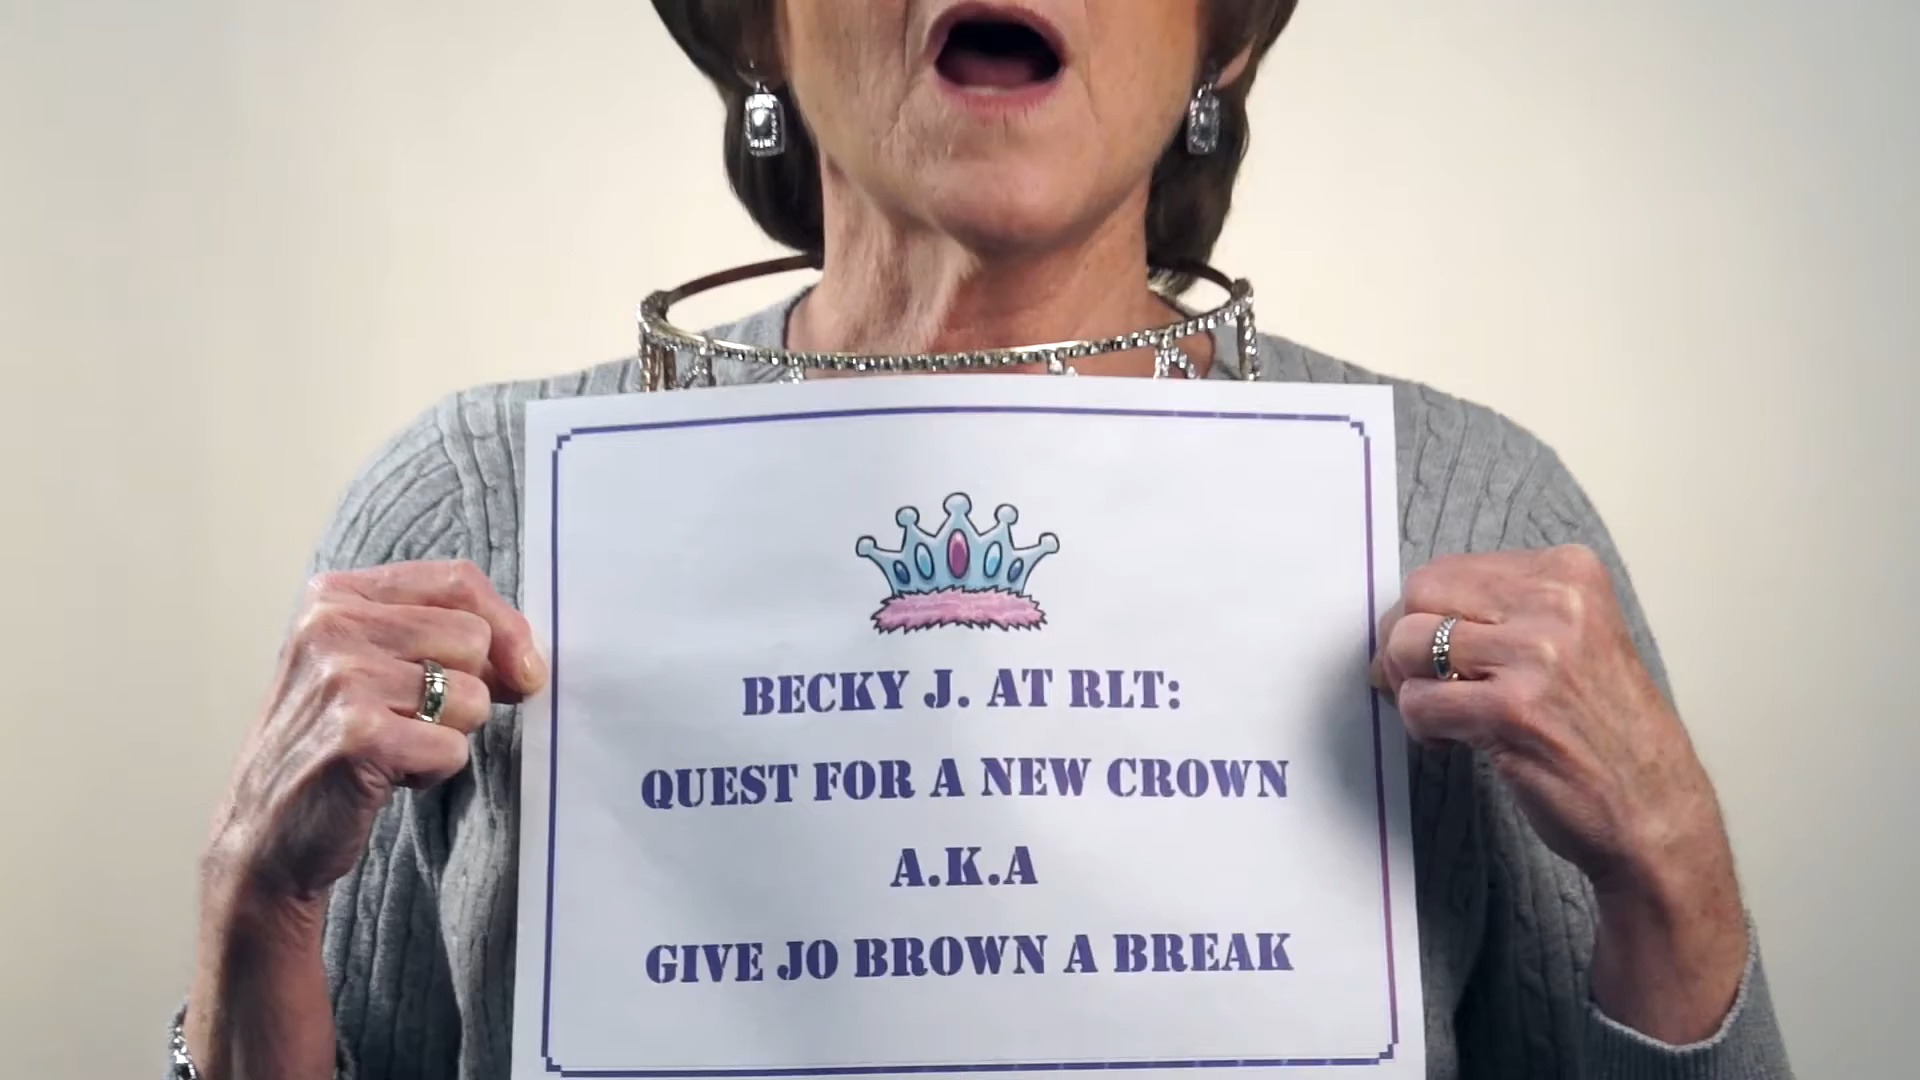 BECKY J. AT RLT:
QUEST FOR A NEW CROWN
A.K.A
GIVE JO BROWN A BREAK